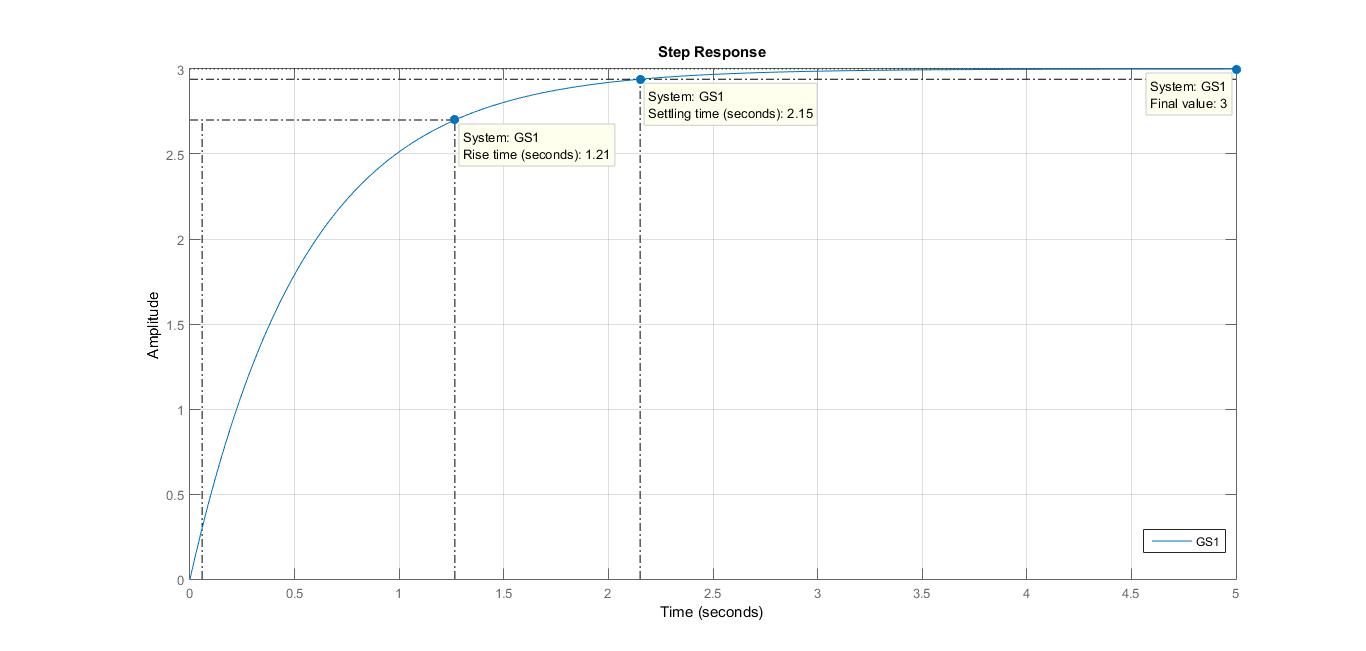 Step Response
Amplitude
3
2.5
2
1.5
1
0.5
0
System: GS1
Rise time (seconds): 1.21
System: GS1
Settling time (seconds): 2.15
System: GS1
Final value: 3
GS1
0 0.5 1 1.5 2 2.5 3 3.5 4 4.5 5
Time (seconds)